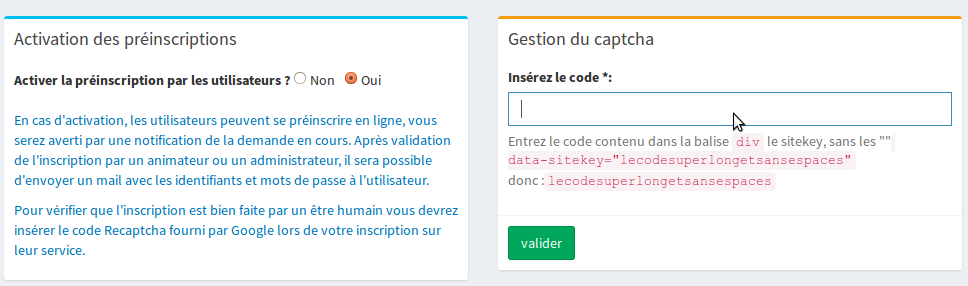 Activation des préinscriptions
Activer la préinscription par les utilisateurs ? Non Oui
En cas d'activation, les utilisateurs peuvent se préinscrire en ligne, vous
serez averti par une notification de la demande en cours. Après validation
de l'inscription par un animateur ou un administrateur, il sera possible
d'envoyer un mail avec les identifiants et mots de passe à l'utilisateur.
Pour vérifier que l'inscription est bien faite par un être humain vous devrez
insérer le code Recaptcha fourni par Google lors de votre inscription sur
leur service.
Gestion du captcha
Insérez le code *:
Entrez le code contenu dans la balise div le sitekey, sans les ""
data-sitekey="lecodesuperlongetsansespaces"
donc : lecodesuperlongetsansespaces
valider